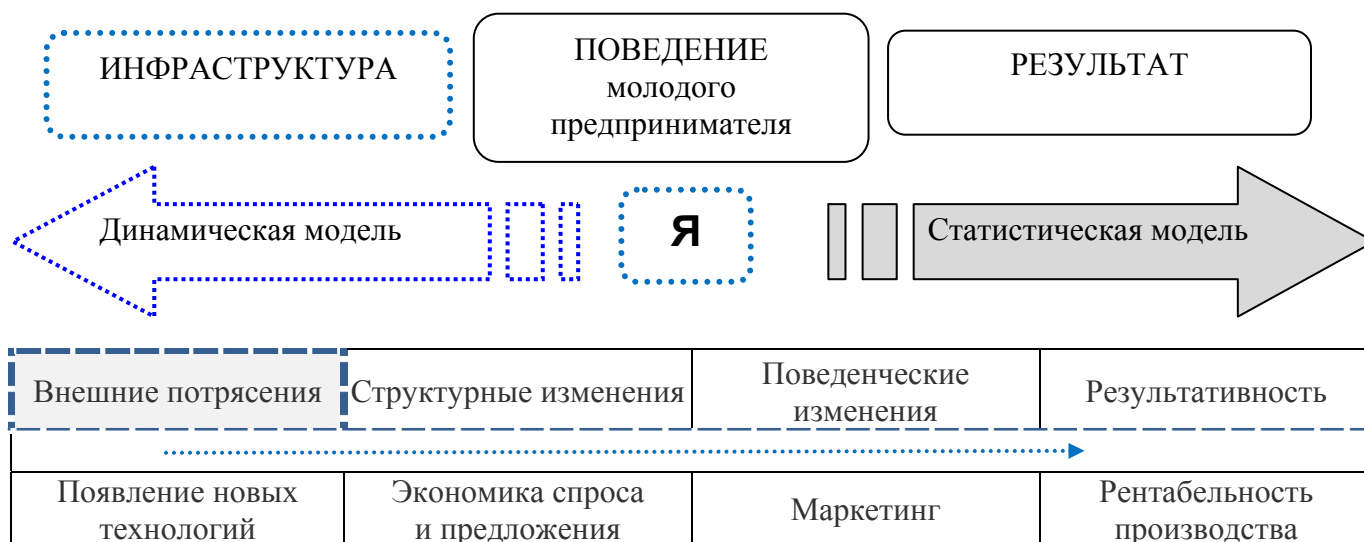 ИНФРАСТРУКТУРА
ПОВЕДЕНИЕ
молодого
предпринимателя
РЕЗУЛЬТАТ
Динамическая модель
Я
Статистическая модель
Внешние потрясения
Структурные изменения
Поведенческие
изменения
Результативность
Появление новых
технологий
Экономика спроса
и предложения
Маркетинг
Рентабельность
производства